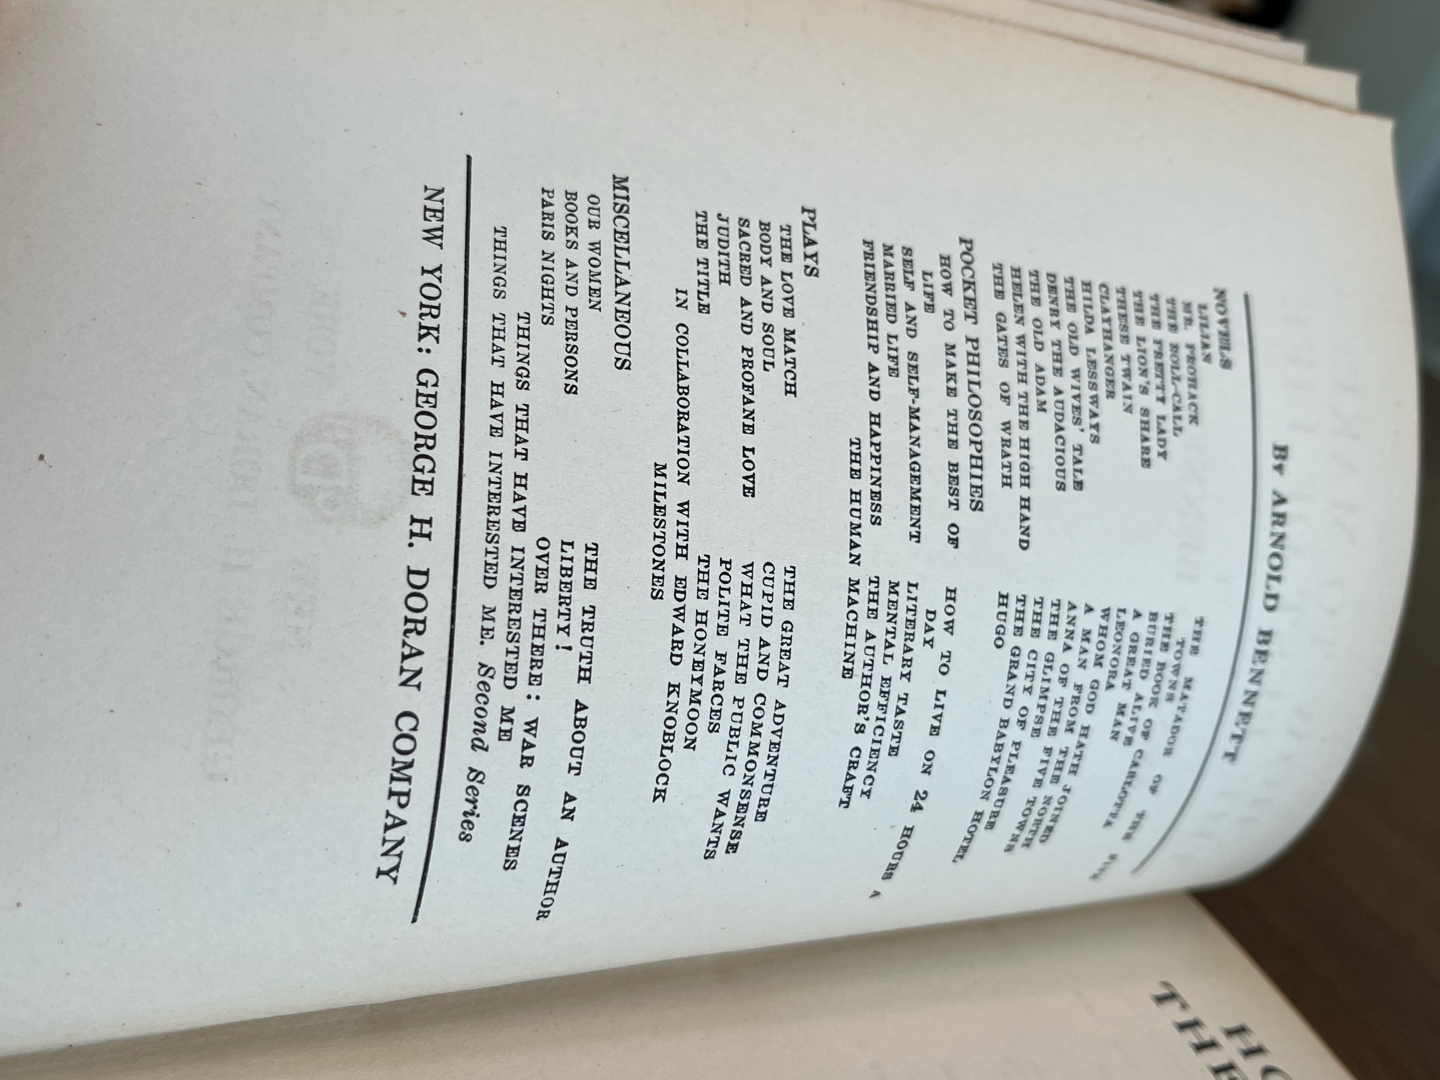 By ARNOLD BENNETT
NOVELS
LILIAN
MR. PROHACK
THE ROLL-CALL
THE PRETTY LADY
THE LION'S SHARE
THESE TWAIN
CLAYHANGER
HILDA LESSWAYS
THE OLD WIVES' TALE
DENRY THE AUDACIOUS
THE OLD ADAM
HELEN WITH THE HIGH HAND
THE GATES OF WRATH
THE MATADOR OF THE
FIVE TOWNS
THE BOOK OF CARLOTTA
BURIED ALIVE
A GREAT MAN
LEONORA
WHOM GOD HATH JOINED
A MAN FROM THE NORTH
ANNA OF THE FIVE TOWNS
THE GLIMPSE
THE CITY OF PLEASURE
THE GRAND BABYLON HOTEL
HUGO
POCKET PHILOSOPHIES
HOW TO MAKE THE BEST OF
LIFE
SELF AND SELF-MANAGEMENT
MARRIED LIFE
FRIENDSHIP AND HAPPINESS
HOW TO LIVE ON 24 HOURS A
DAY
LITERARY TASTE
MENTAL EFFICIENCY
THE AUTHOR'S CRAFT
THE HUMAN MACHINE
PLAYS
THE LOVE MATCH
BODY AND SOUL
SACRED AND PROFANE LOVE
JUDITH
THE TITLE
THE GREAT ADVENTURE
CUPID AND COMMONSENSE
WHAT THE PUBLIC WANTS
POLITE FARCES
THE HONEYMOON
IN COLLABORATION WITH EDWARD KNOBLOCK
MILESTONES
MISCELLANEOUS
OUR WOMEN
BOOKS AND PERSONS
PARIS NIGHTS
THE TRUTH ABOUT AN AUTHOR
LIBERTY!
OVER THERE: WAR SCENES
THINGS THAT HAVE INTERESTED ME
THINGS THAT HAVE INTERESTED ME. Second Series
NEW YORK: GEORGE H. DORAN COMPANY